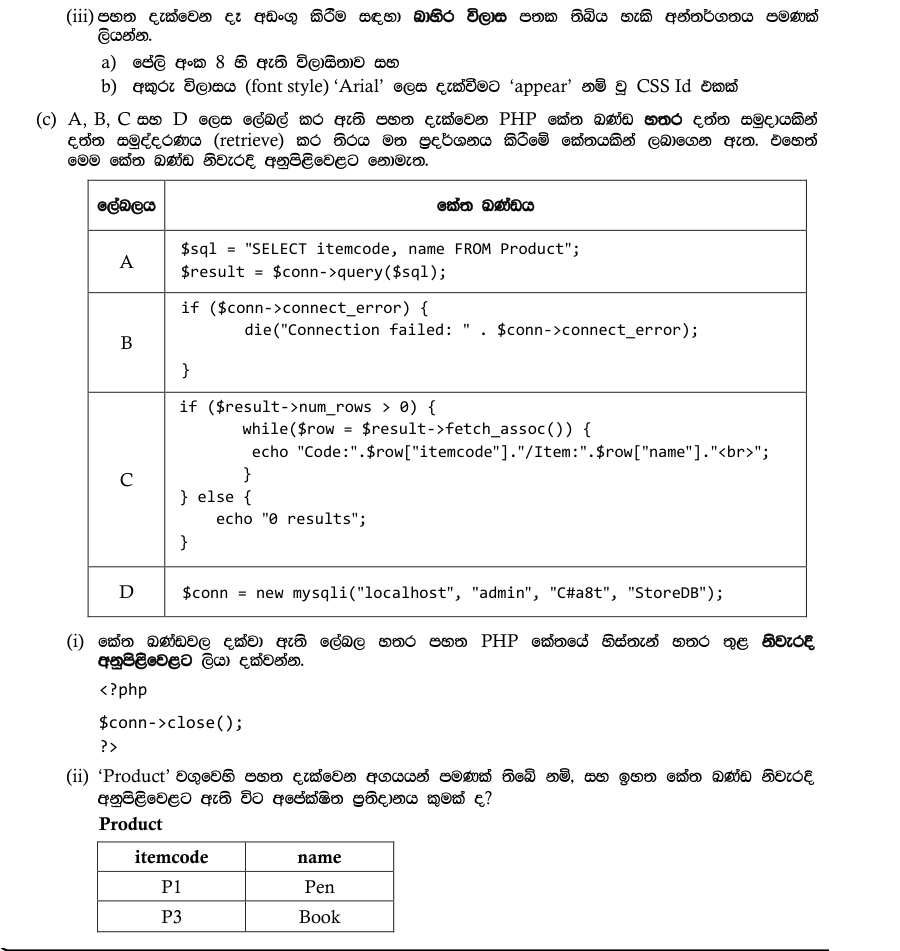 (iii) පහත දැක්වෙන දෑ අඩංගු කිරීම සඳහා බාහිර විලාස පතක තිබිය හැකි අන්තර්ගතය පමණක්
ලියන්න.
a) පේලි අංක 8 හි ඇති විලාසිතාව සහ
b) අකුරු විලාසය (font style) ‘Arial’ ලෙස දැක්වීමට ‘appear’ නම් වූ CSS Id එකක්
(c) A, B, C සහ D ලෙස ලේබල් කර ඇති පහත දැක්වෙන PHP කේත ඛණ්ඩ හතර දත්ත සමුදායකින්
දත්ත සමුද්දරණය (retrieve) කර තිරය මත ප්‍රදර්ශනය කිරීමේ කේතයකින් ලබාගෙන ඇත. එහෙත්
මෙම කේත ඛණ්ඩ නිවැරදි අනුපිළිවෙළට නොමැත.
ලේබලය කේත ඛණ්ඩය
A
$sql = "SELECT itemcode, name FROM Product";
$result = $conn->query($sql);
B
if ($conn->connect_error) {
die("Connection failed: " . $conn->connect_error);
}
C
if ($result->num_rows > 0) {
while($row = $result->fetch_assoc()) {
echo "Code:".$row["itemcode"]."/Item:".$row["name"]."<br>";
}
} else {
echo "0 results";
}
D $conn = new mysqli("localhost", "admin", "C#a8t", "StoreDB");
(i) කේත ඛණ්ඩවල දක්වා ඇති ලේබල හතර පහත PHP කේතයේ හිස්තැන් හතර තුළ නිවැරදි
අනුපිළිවෙළට ලියා දක්වන්න.
<?php
$conn->close();
?>
(ii) ‘Product’ වගුවෙහි පහත දැක්වෙන අගයයන් පමණක් තිබේ නම්, සහ ඉහත කේත ඛණ්ඩ නිවැරදි
අනුපිළිවෙළට ඇති විට අපේක්ෂිත ප්‍රතිදානය කුමක් ද?
Product
itemcode name
P1 Pen
P3 Book